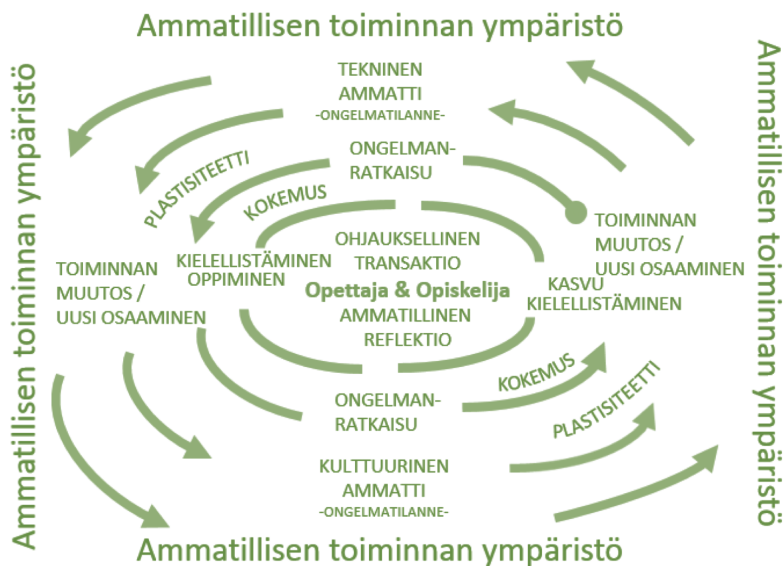 Ammatillisen toiminnan ympäristö
Ammatillisen toiminnan ympäristö
Ammatillisen toiminnan ympäristö
TEKNINEN
AMMATTI
-ONGELMATILANNE-
PLASTISITEETTI
KOKEMUS
ONGELMAN-
RATKAISU
TOIMINNAN
MUUTOS /
UUSI OSAAMINEN
KIELELLISTÄMINEN
OPPIMINEN
OHJAUKSELLINEN
TRANSAKTIO
Opettaja & Opiskelija
AMMATILLINEN
REFLEKTIO
KASVU
KIELELLISTÄMINEN
TOIMINNAN
MUUTOS /
UUSI OSAAMINEN
ONGELMAN-
RATKAISU
KOKEMUS
PLASTISITEETTI
KULTTUURINEN
AMMATTI
-ONGELMATILANNE-
Ammatillisen toiminnan ympäristö